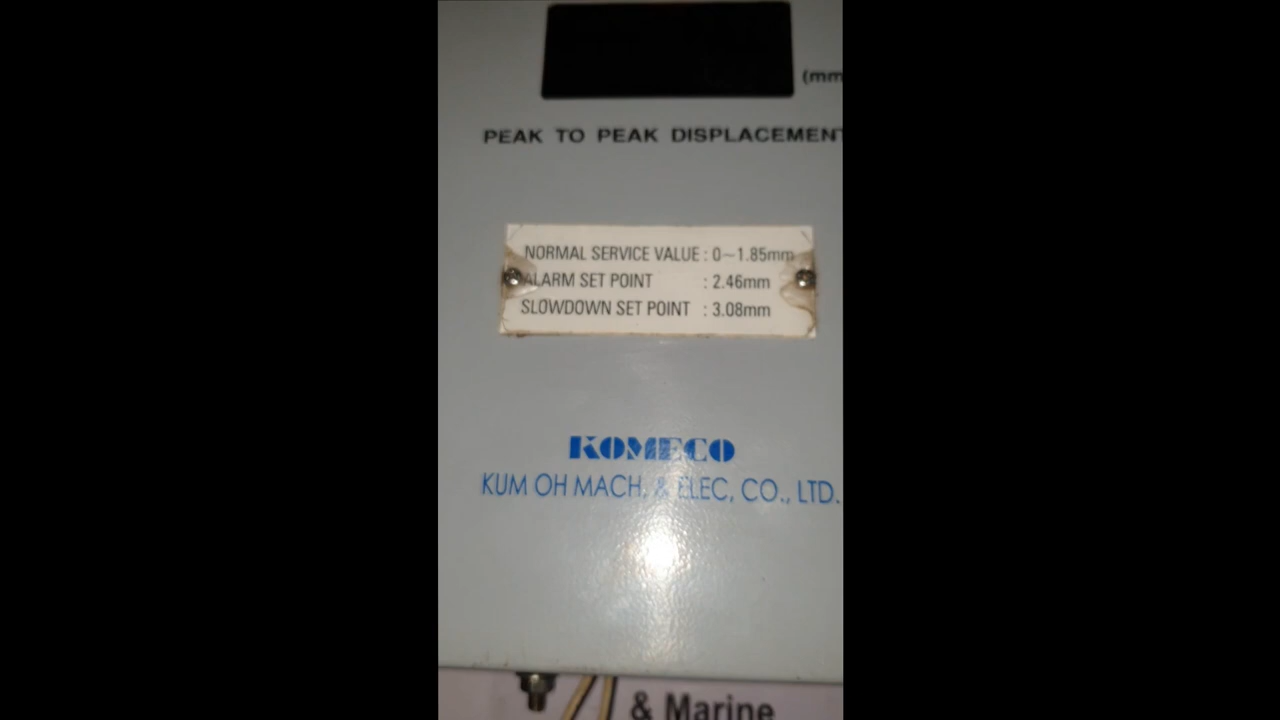 (mm
PEAK TO PEAK DISPLACEMENT
NORMAL SERVICE VALUE : 0~1.85mm
ALARM SET POINT : 2.46mm
SLOWDOWN SET POINT : 3.08mm
KOMECO
KUM OH MACH. & ELEC, CO., LTD.
& Marine